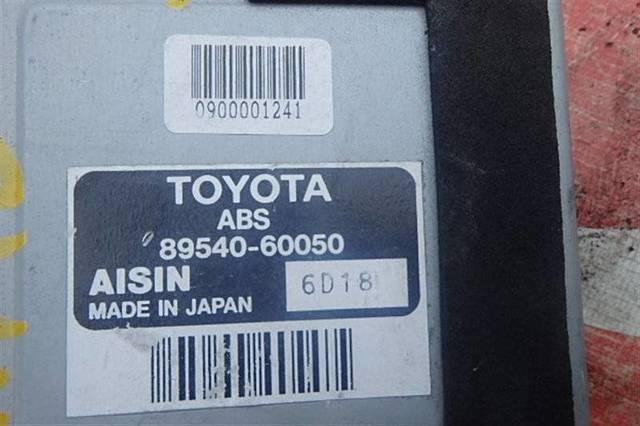 0900001241
TOYOTA
ABS
89540-60050
AISIN
6D18
MADE IN JAPAN